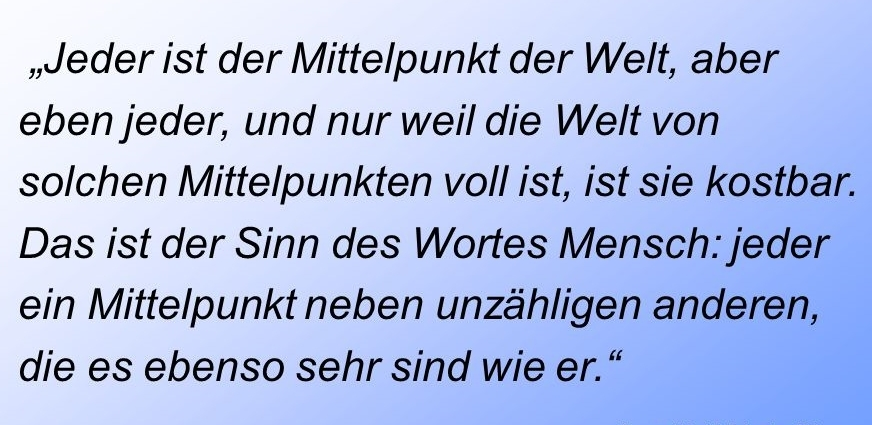 „Jeder ist der Mittelpunkt der Welt, aber
eben jeder, und nur weil die Welt von
solchen Mittelpunkten voll ist, ist sie kostbar.
Das ist der Sinn des Wortes Mensch: jeder
ein Mittelpunkt neben unzähligen anderen,
die es ebenso sehr sind wie er.“